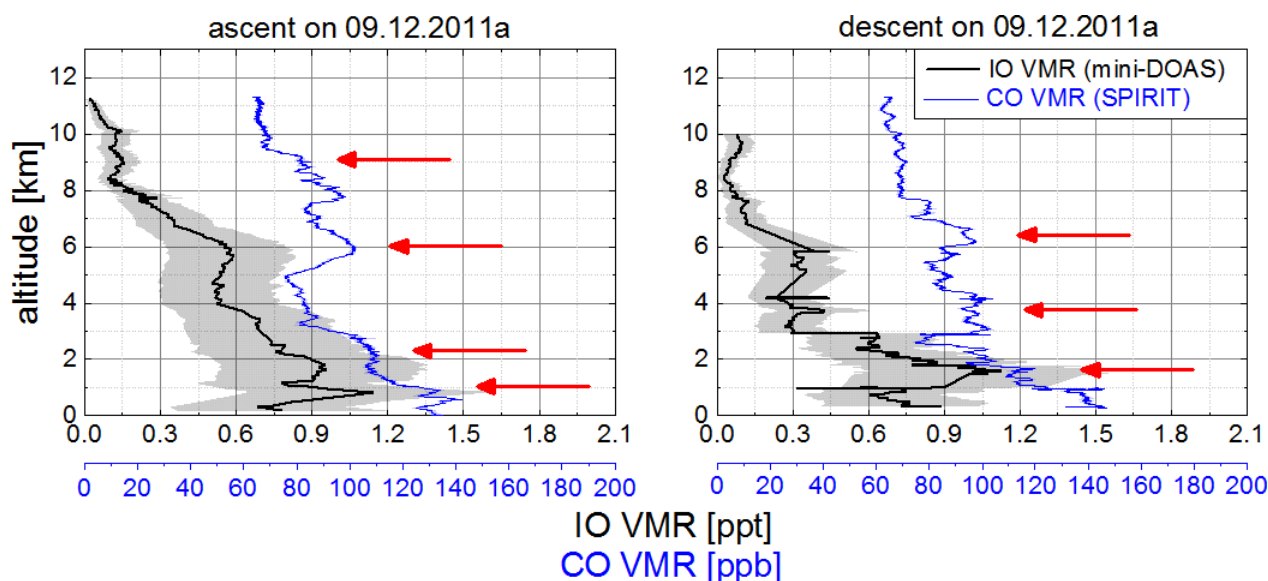 ascent on 09.12.2011a
descent on 09.12.2011a
IO VMR (mini-DOAS)
CO VMR (SPIRIT)
altitude [km]
12
10
8
6
4
2
0
0.0 0.3 0.6 0.9 1.2 1.5 1.8 2.1
0 20 40 60 80 100 120 140 160 180 200
12
10
8
6
4
2
0
0.0 0.3 0.6 0.9 1.2 1.5 1.8 2.1
0 20 40 60 80 100 120 140 160 180 200
IO VMR [ppt]
CO VMR [ppb]